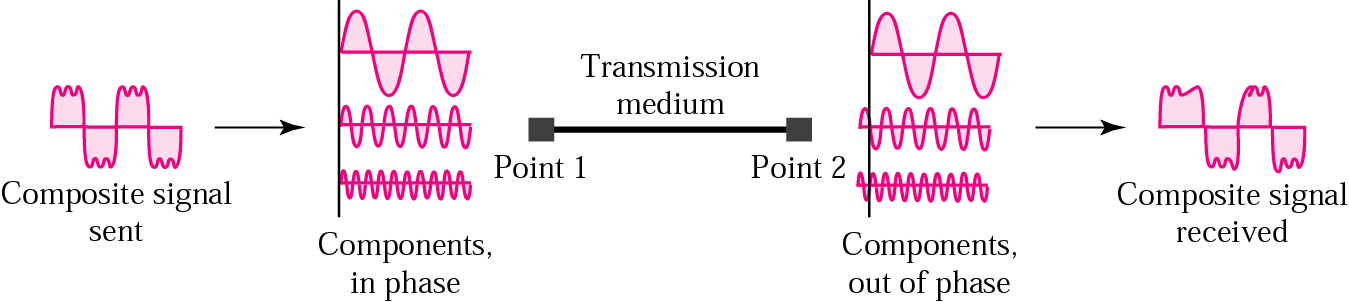 Composite signal
sent
Components,
in phase
Transmission
medium
Point 1
Point 2
Components,
out of phase
Composite signal
received